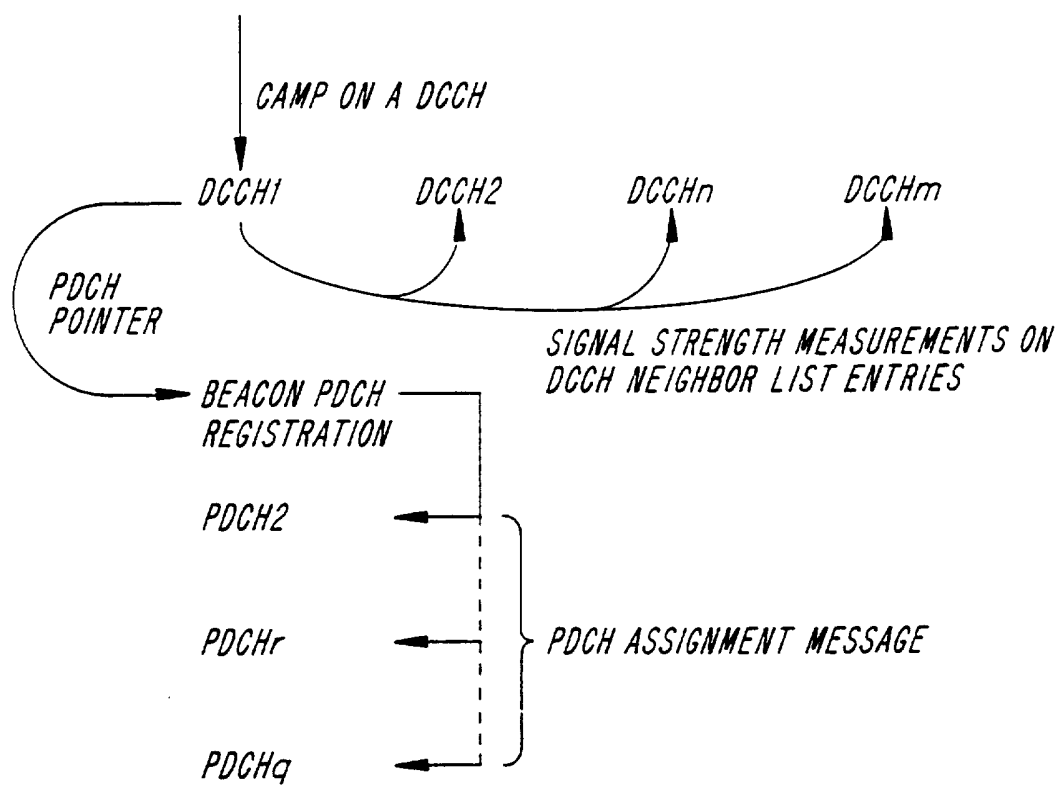 CAMP ON A DCCH
DCCH1
DCCH2
DCCHn
DCCHm
PDCH
POINTER
SIGNAL STRENGTH MEASUREMENTS ON
DCCH NEIGHBOR LIST ENTRIES
BEACON PDCH
REGISTRATION
PDCH2
PDCHr
PDCH ASSIGNMENT MESSAGE
PDCHq